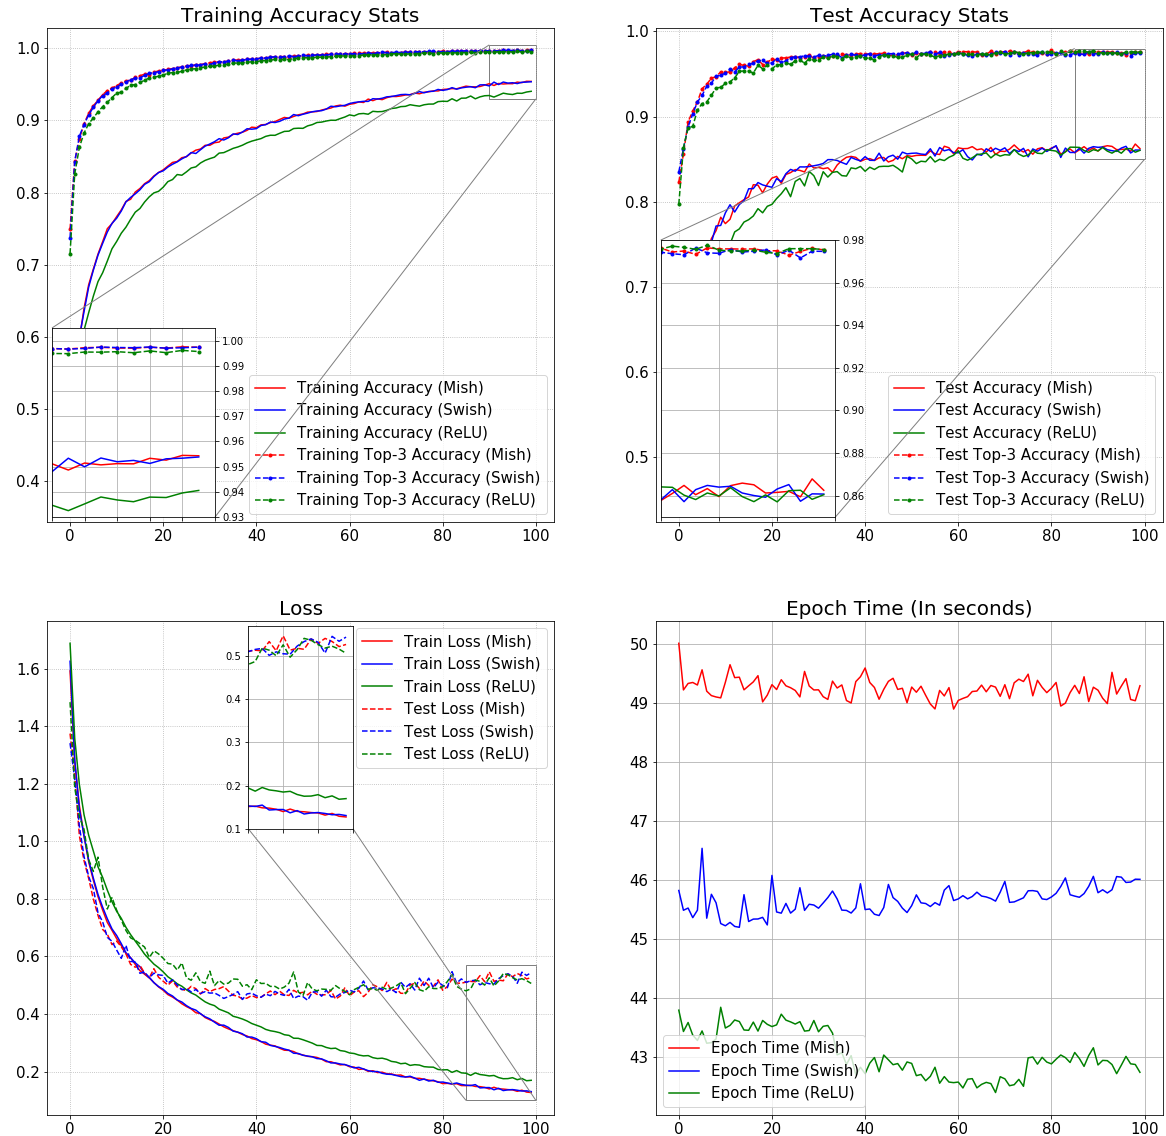 Training Accuracy Stats
1.0
0.9
0.8
0.7
0.6
0.5
0.4
0
20
40
60
80
100
1.00
0.99
0.98
0.97
0.96
0.95
0.94
0.93
Training Accuracy (Mish)
Training Accuracy (Swish)
Training Accuracy (ReLU)
Training Top-3 Accuracy (Mish)
Training Top-3 Accuracy (Swish)
Training Top-3 Accuracy (ReLU)
Test Accuracy Stats
1.0
0.9
0.8
0.7
0.6
0.5
0
20
40
60
80
100
0.98
0.96
0.94
0.92
0.90
0.88
0.86
Test Accuracy (Mish)
Test Accuracy (Swish)
Test Accuracy (ReLU)
Test Top-3 Accuracy (Mish)
Test Top-3 Accuracy (Swish)
Test Top-3 Accuracy (ReLU)
Loss
1.6
1.4
1.2
1.0
0.8
0.6
0.4
0.2
0
20
40
60
80
100
0.5
0.4
0.3
0.2
0.1
Train Loss (Mish)
Train Loss (Swish)
Train Loss (ReLU)
Test Loss (Mish)
Test Loss (Swish)
Test Loss (ReLU)
Epoch Time (In seconds)
50
49
48
47
46
45
44
43
0
20
40
60
80
100
Epoch Time (Mish)
Epoch Time (Swish)
Epoch Time (ReLU)